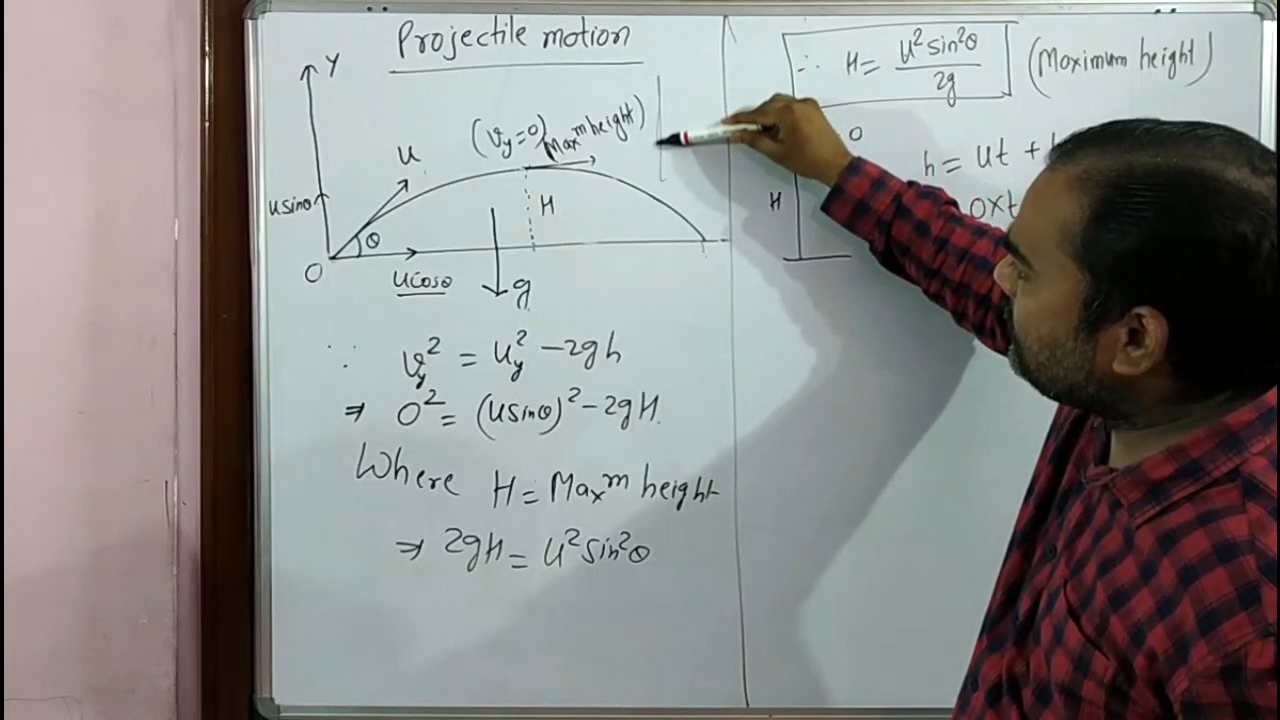 Projectile motion
Y
u
(vy=0)
Maxᵐ height)
usinθ
H
θ
O
ucosθ
g
∵ vy² = uy² - 2gh
⇒ 0² = (usinθ)² - 2gH.
Where H = Maxᵐ height
⇒ 2gH = u²sin²θ
∴ H = u²sin²θ / 2g (Maximum height)
0
h = ut +
H
0xt